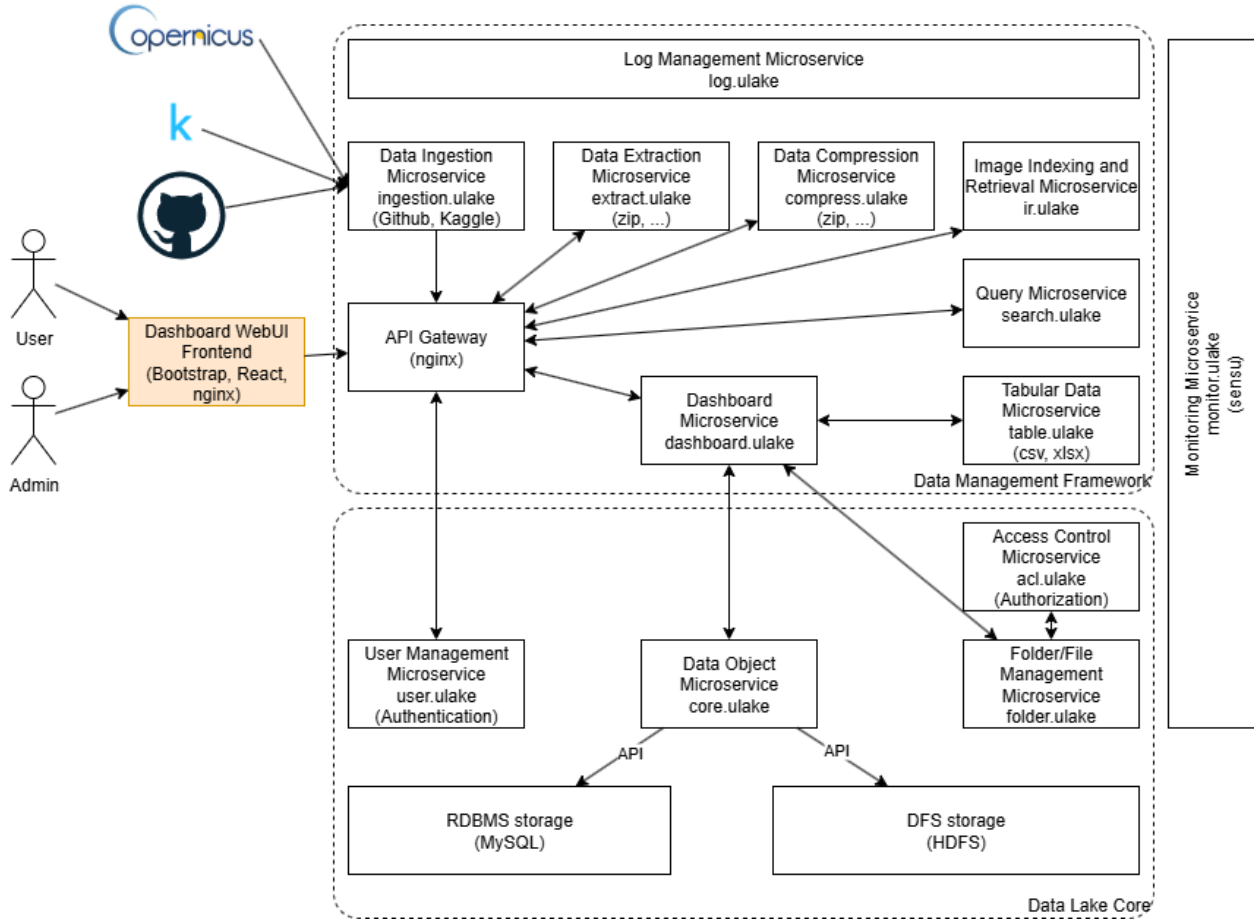 opernicus
Log Management Microservice
log.ulake
k
Data Ingestion
Microservice
ingestion.ulake
(Github, Kaggle)
Data Extraction
Microservice
extract.ulake
(zip, ...)
Data Compression
Microservice
compress.ulake
(zip, ...)
Image Indexing and
Retrieval Microservice
ir.ulake
User
Admin
Dashboard WebUI
Frontend
(Bootstrap, React,
nginx)
API Gateway
(nginx)
Query Microservice
search.ulake
Dashboard
Microservice
dashboard.ulake
Tabular Data
Microservice
table.ulake
(csv, xlsx)
Data Management Framework
Monitoring Microservice
monitor.ulake
(sensu)
Access Control
Microservice
acl.ulake
(Authorization)
User Management
Microservice
user.ulake
(Authentication)
Data Object
Microservice
core.ulake
Folder/File
Management
Microservice
folder.ulake
API
API
RDBMS storage
(MySQL)
DFS storage
(HDFS)
Data Lake Core